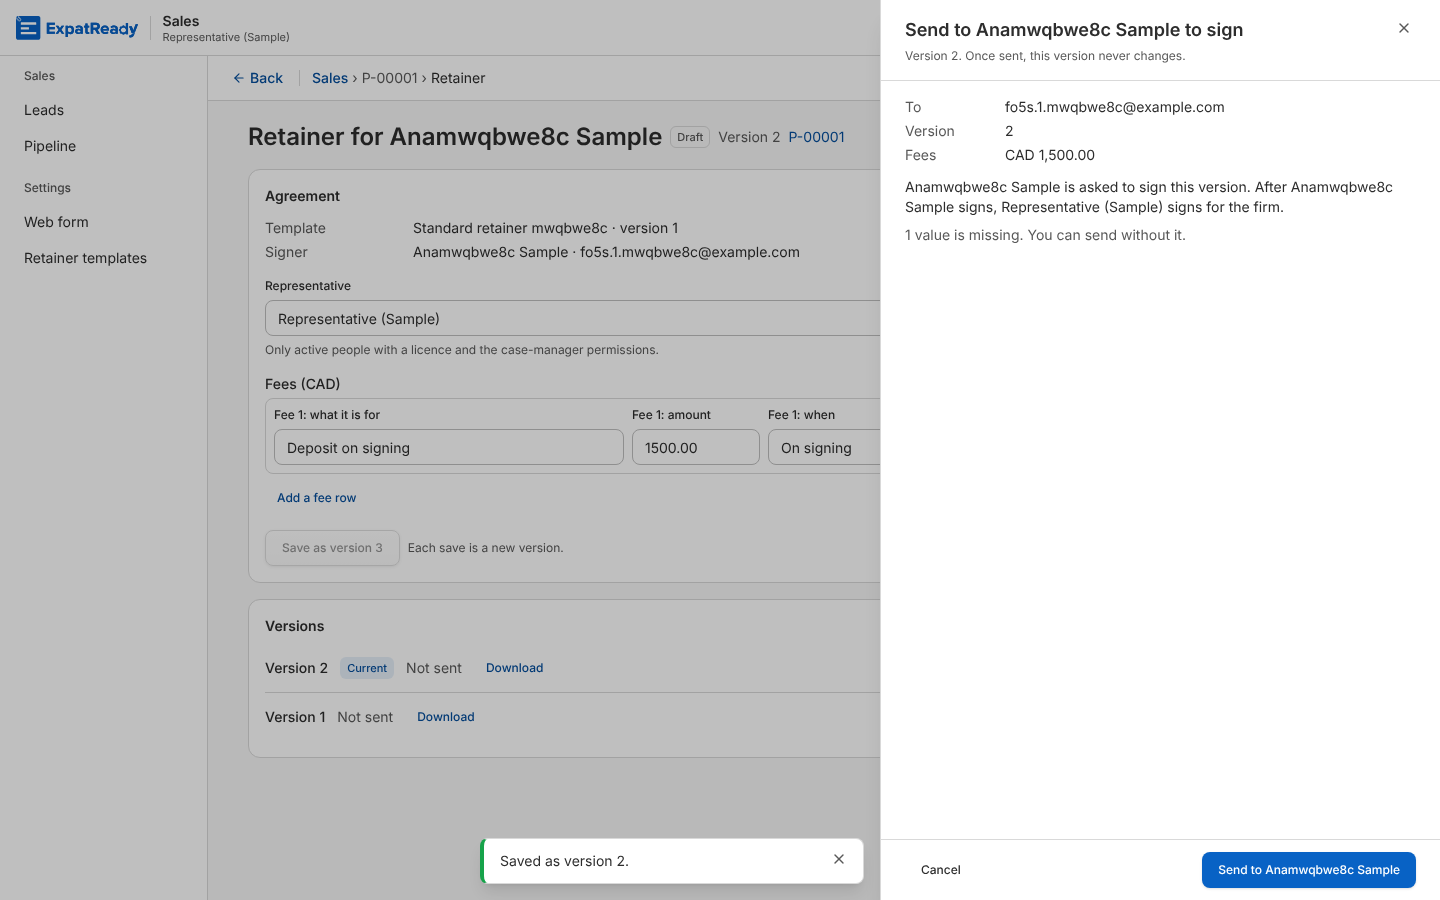 ExpatReady
Sales
Representative (Sample)
Sales
Leads
Pipeline
Settings
Web form
Retainer templates
← Back
Sales › P-00001 › Retainer
Retainer for Anamwqbwe8c Sample Draft Version 2 P-00001
Agreement
Template Standard retainer mwqbwe8c · version 1
Signer Anamwqbwe8c Sample · fo5s.1.mwqbwe8c@example.com
Representative
Representative (Sample)
Only active people with a licence and the case-manager permissions.
Fees (CAD)
Fee 1: what it is for Fee 1: amount Fee 1: when
Deposit on signing 1500.00 On signing
Add a fee row
Save as version 3 Each save is a new version.
Versions
Version 2 Current Not sent Download
Version 1 Not sent Download
Saved as version 2.
Send to Anamwqbwe8c Sample to sign
Version 2. Once sent, this version never changes.
To fo5s.1.mwqbwe8c@example.com
Version 2
Fees CAD 1,500.00
Anamwqbwe8c Sample is asked to sign this version. After Anamwqbwe8c
Sample signs, Representative (Sample) signs for the firm.
1 value is missing. You can send without it.
Cancel Send to Anamwqbwe8c Sample